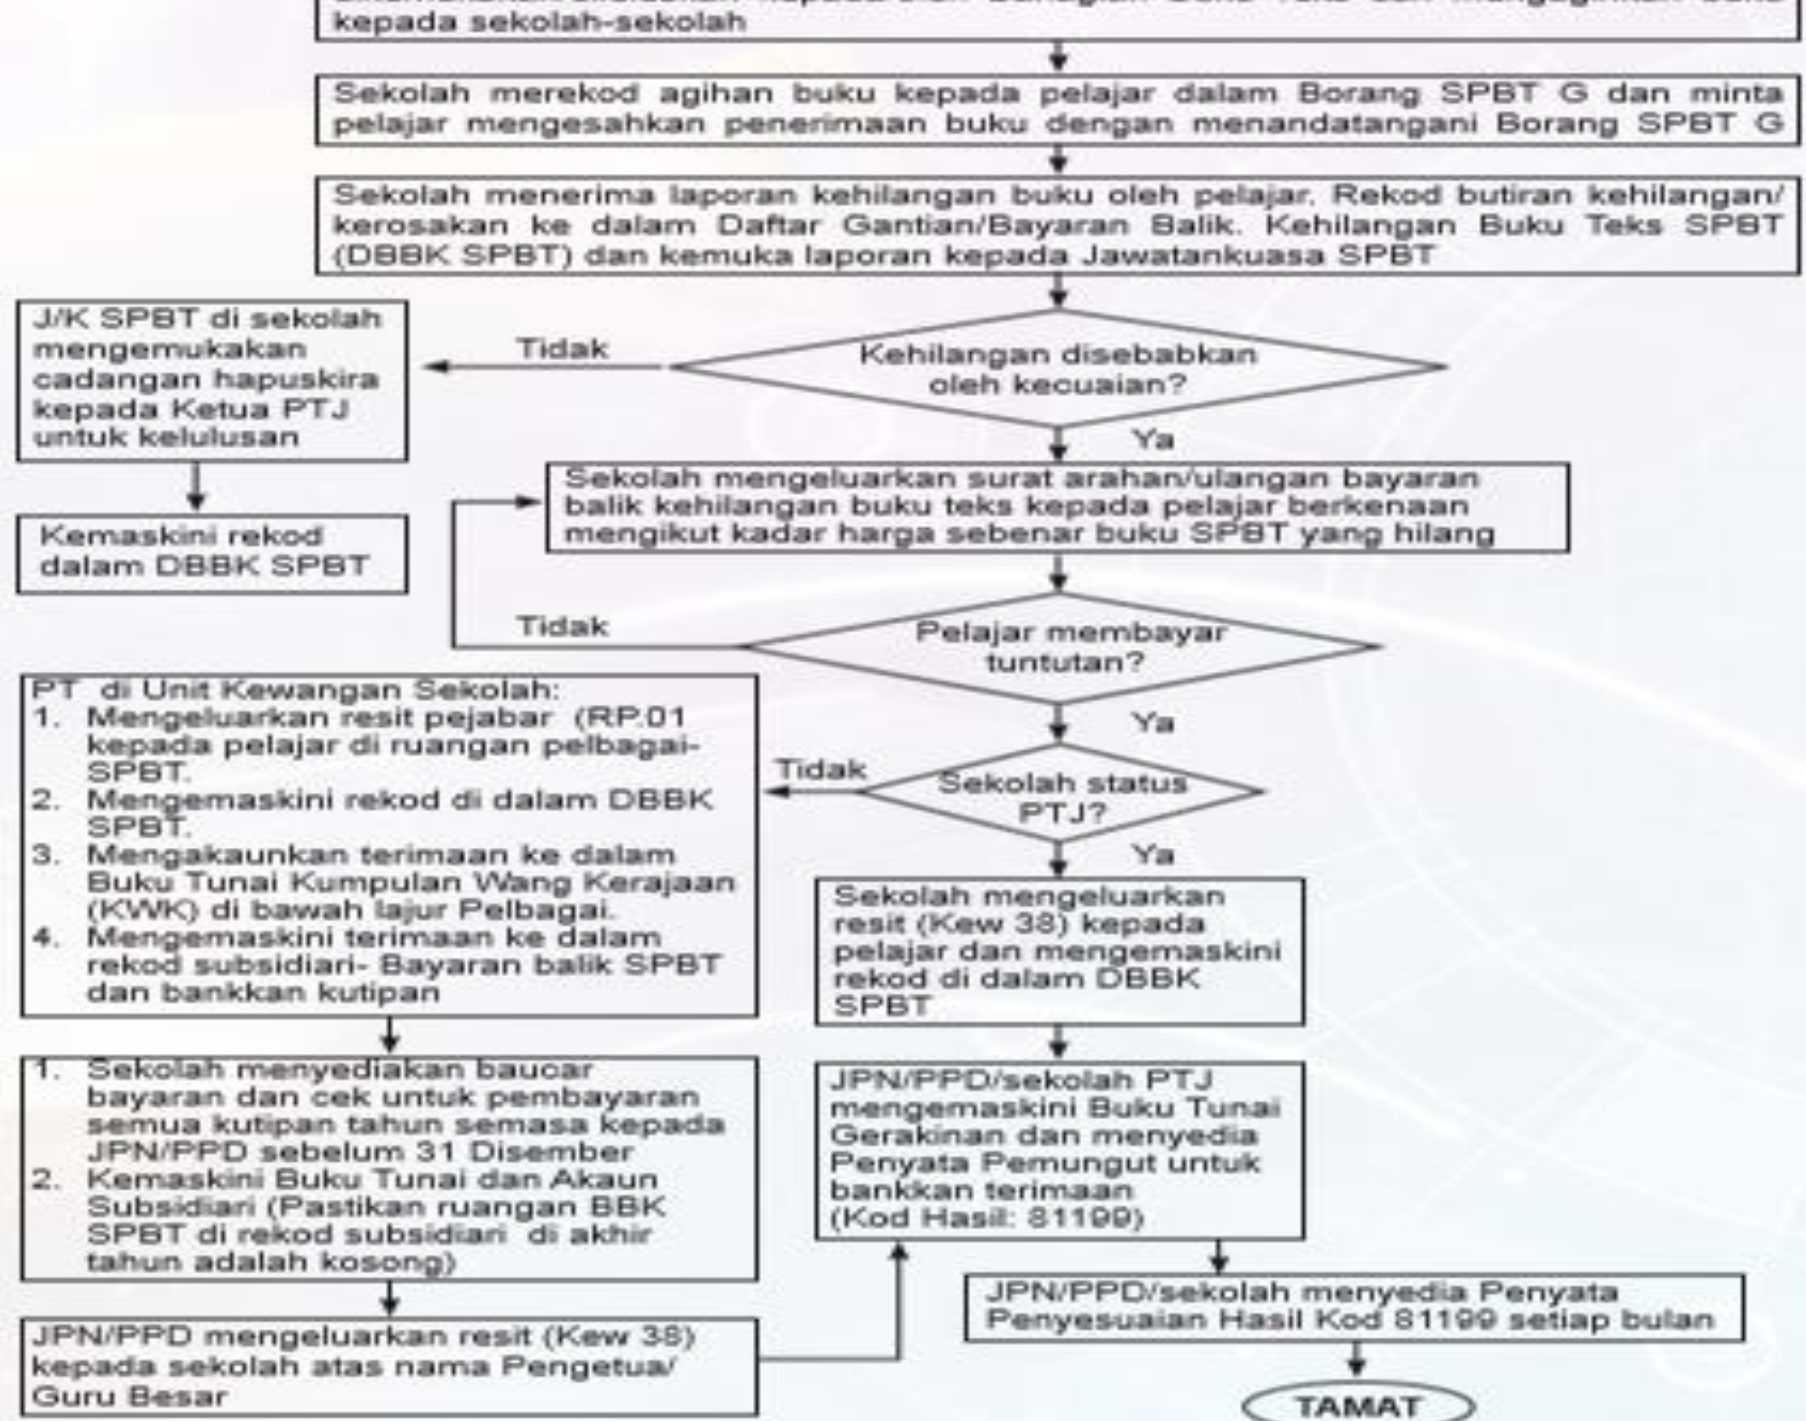 kepada sekolah-sekolah
Sekolah merekod agihan buku kepada pelajar dalam Borang SPBT G dan minta
pelajar mengesahkan penerimaan buku dengan menandatangani Borang SPBT G
Sekolah menerima laporan kehilangan buku oleh pelajar. Rekod butiran kehilangan/
kerosakan ke dalam Daftar Gantian/Bayaran Balik. Kehilangan Buku Teks SPBT
(DBBK SPBT) dan kemuka laporan kepada Jawatankuasa SPBT
Kehilangan disebabkan
oleh kecuaian?
Tidak
J/K SPBT di sekolah
mengemukakan
cadangan hapuskira
kepada Ketua PTJ
untuk kelulusan
Kemaskini rekod
dalam DBBK SPBT
Ya
Sekolah mengeluarkan surat arahan/ulangan bayaran
balik kehilangan buku teks kepada pelajar berkenaan
mengikut kadar harga sebenar buku SPBT yang hilang
Tidak
Pelajar membayar
tuntutan?
Ya
Sekolah status
PTJ?
Tidak
PT di Unit Kewangan Sekolah:
1. Mengeluarkan resit pejabar (RP.01
kepada pelajar di ruangan pelbagai-
SPBT.
2. Mengemaskini rekod di dalam DBBK
SPBT.
3. Mengakaunkan terimaan ke dalam
Buku Tunai Kumpulan Wang Kerajaan
(KWK) di bawah lajur Pelbagai.
4. Mengemaskini terimaan ke dalam
rekod subsidiari- Bayaran balik SPBT
dan bankkan kutipan
1. Sekolah menyediakan baucar
bayaran dan cek untuk pembayaran
semua kutipan tahun semasa kepada
JPN/PPD sebelum 31 Disember
2. Kemaskini Buku Tunai dan Akaun
Subsidiari (Pastikan ruangan BBK
SPBT di rekod subsidiari di akhir
tahun adalah kosong)
JPN/PPD mengeluarkan resit (Kew 38)
kepada sekolah atas nama Pengetua/
Guru Besar
Ya
Sekolah mengeluarkan
resit (Kew 38) kepada
pelajar dan mengemaskini
rekod di dalam DBBK
SPBT
JPN/PPD/sekolah PTJ
mengemaskini Buku Tunai
Gerakinan dan menyedia
Penyata Pemungut untuk
bankkan terimaan
(Kod Hasil: 81199)
JPN/PPD/sekolah menyedia Penyata
Penyesuaian Hasil Kod 81199 setiap bulan
TAMAT